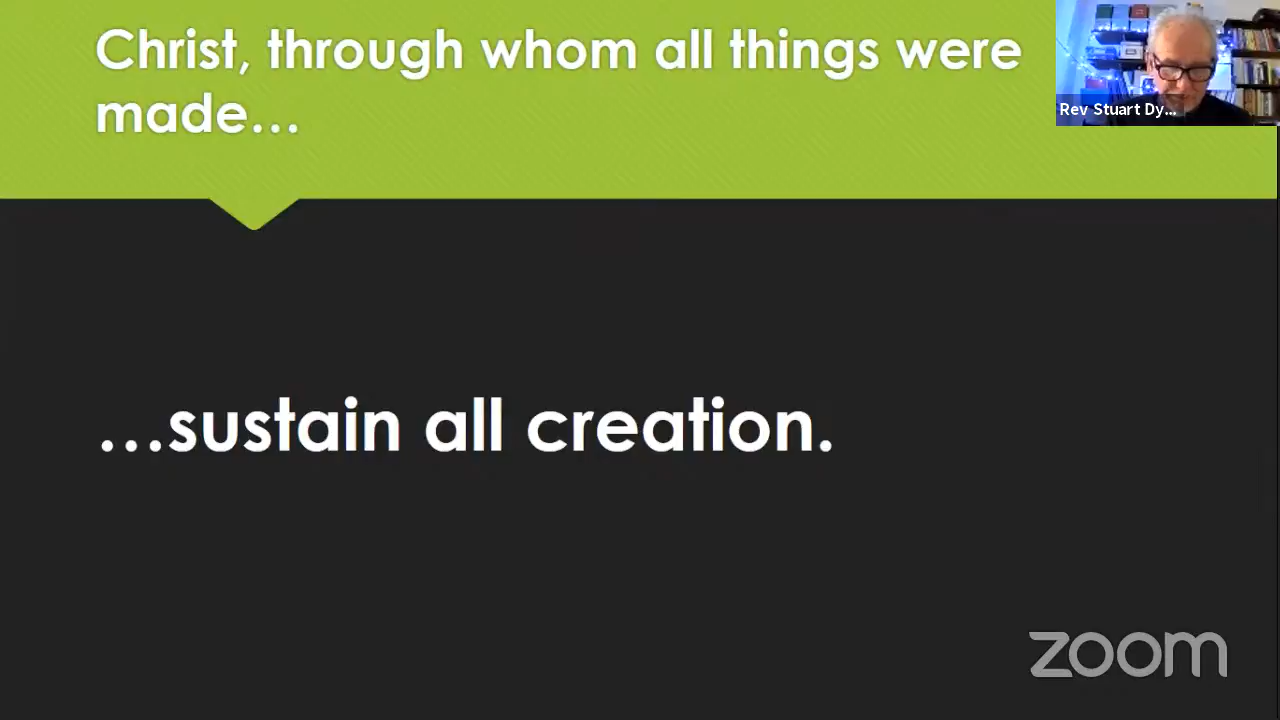 Christ, through whom all things were
made…
Rev Stuart Dy...
…sustain all creation.
zoom